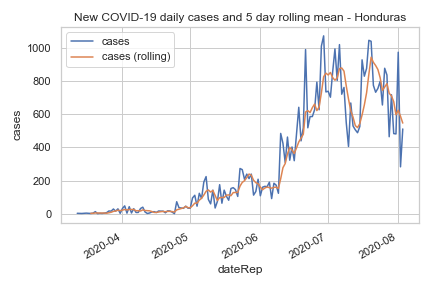 New COVID-19 daily cases and 5 day rolling mean - Honduras
cases
cases (rolling)
1000
800
600
400
200
0
cases
2020-04
2020-05
2020-06
2020-07
2020-08
dateRep